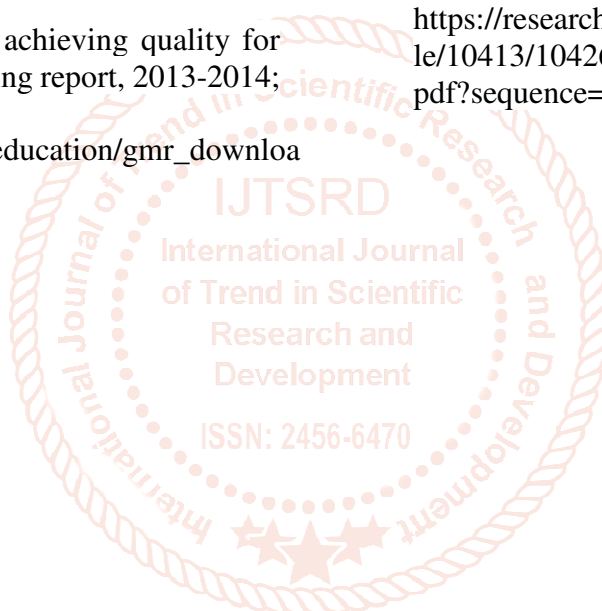 achieving quality for
ing report, 2013-2014;
education/gmr_downloa
https://research
le/10413/1042
pdf?sequence=
International Journal of Trend in Scientific Research and Development
IJTSRD
International Journal
of Trend in Scientific
Research and
Development
ISSN: 2456-6470